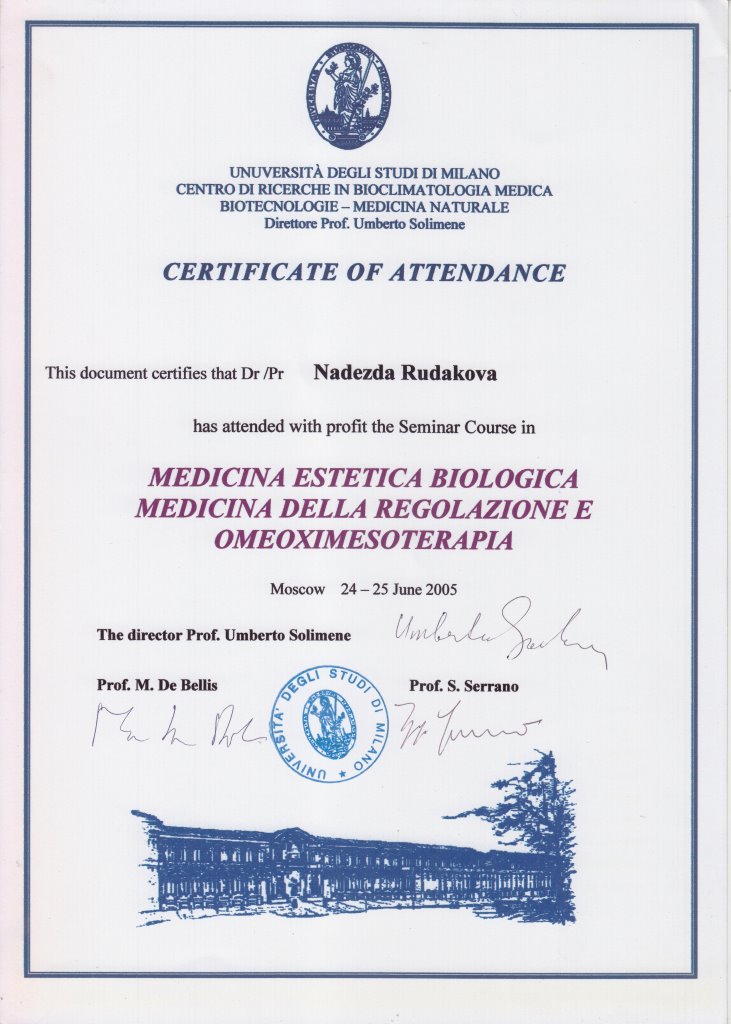 UNUVERSITÀ DEGLI STUDI DI MILANO
CENTRO DI RICERCHE IN BIOCLIMATOLOGIA MEDICA
BIOTECNOLOGIE – MEDICINA NATURALE
Direttore Prof. Umberto Solimene
CERTIFICATE OF ATTENDANCE
This document certifies that Dr /Pr Nadezda Rudakova
has attended with profit the Seminar Course in
MEDICINA ESTETICA BIOLOGICA
MEDICINA DELLA REGOLAZIONE E
OMEOXIMESOTERAPIA
Moscow 24 – 25 June 2005
The director Prof. Umberto Solimene
Prof. M. De Bellis
Prof. S. Serrano
UNIVERSITA' DEGLI STUDI DI MILANO